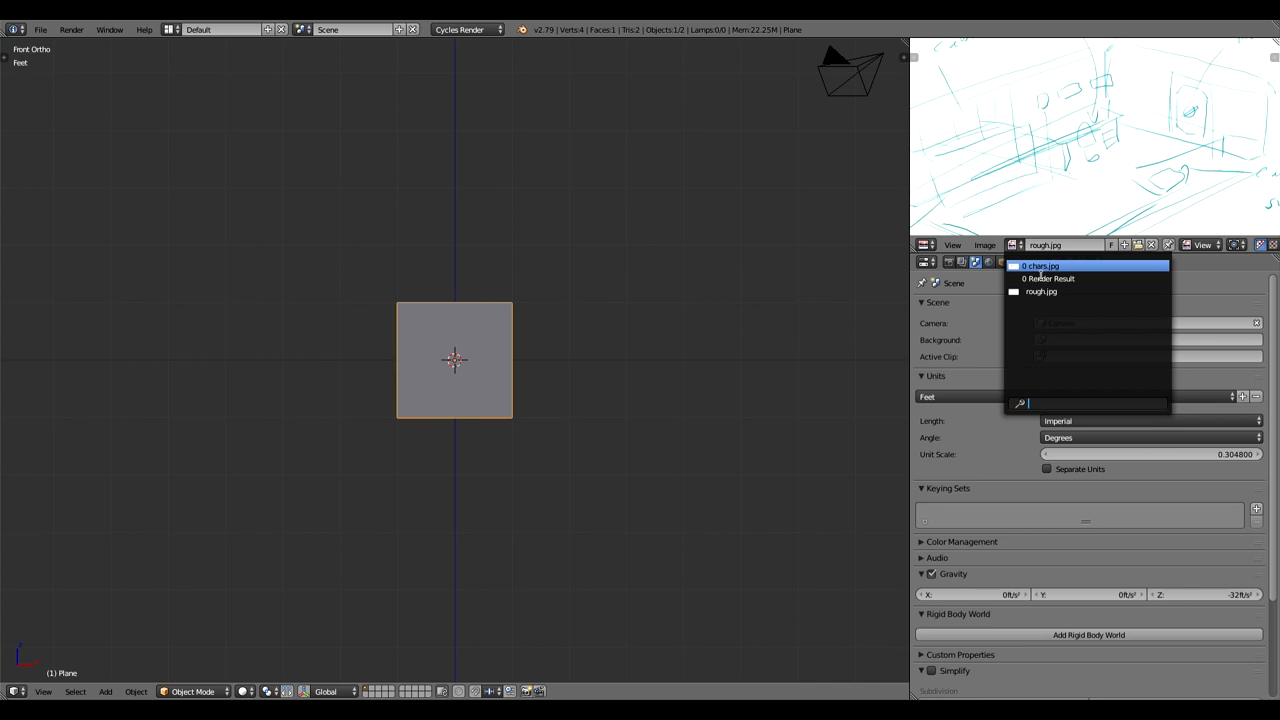 File Render Window Help Default Scene Cycles Render v2.79 | Verts:4 | Faces:1 | Tris:2 | Objects:1/2 | Lamps:0/0 | Mem:22.25M | Plane
Front Ortho
Feet
View Image rough.jpg F View
0 chars.jpg
0 Render Result
rough.jpg
Scene
Scene
Camera:
Background:
Active Clip:
Units
Feet
Length: Imperial
Angle: Degrees
Unit Scale: 0.304800
Separate Units
Keying Sets
Color Management
Audio
Gravity
X: 0ft/s² Y: 0ft/s² Z: -32ft/s²
Rigid Body World
Add Rigid Body World
Custom Properties
Simplify
Subdivision
(1) Plane
View Select Add Object Object Mode Global